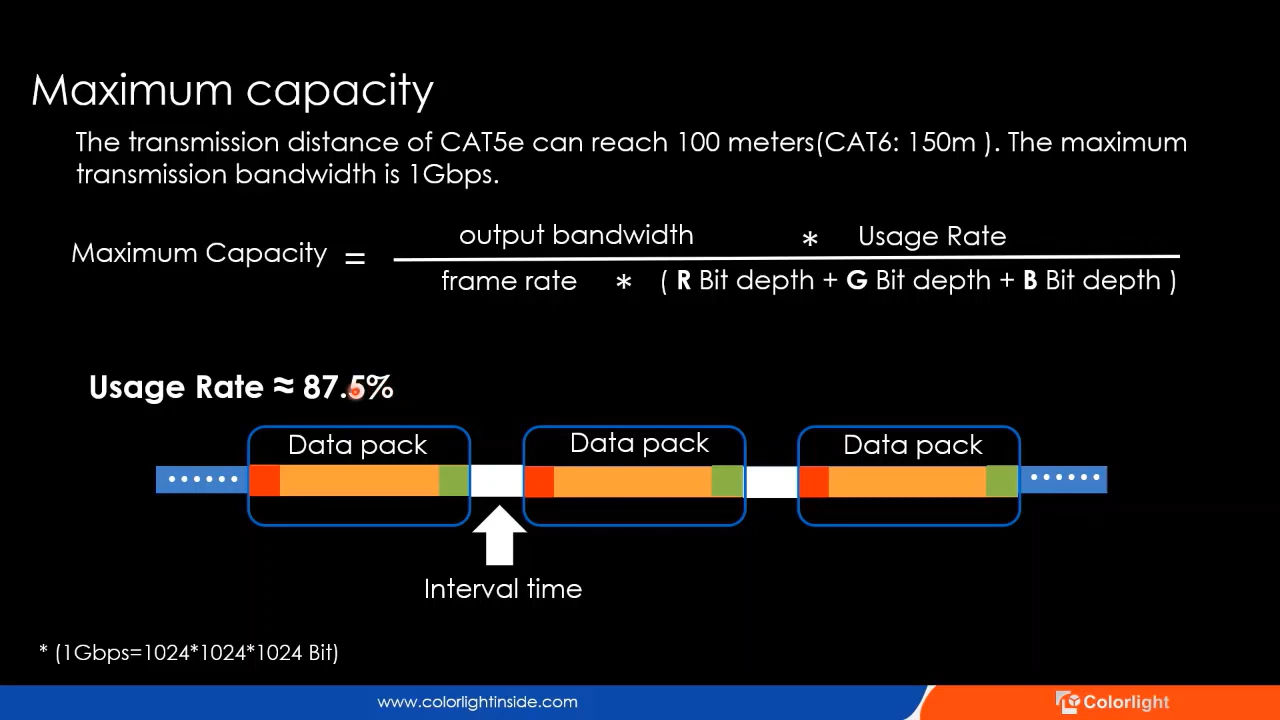 Maximum capacity
The transmission distance of CAT5e can reach 100 meters(CAT6: 150m ). The maximum
transmission bandwidth is 1Gbps.
output bandwidth * Usage Rate
Maximum Capacity =
frame rate * ( R Bit depth + G Bit depth + B Bit depth )
Usage Rate ≈ 87.5%
Data pack Data pack Data pack
Interval time
* (1Gbps=1024*1024*1024 Bit)
www.colorlightinside.com Colorlight